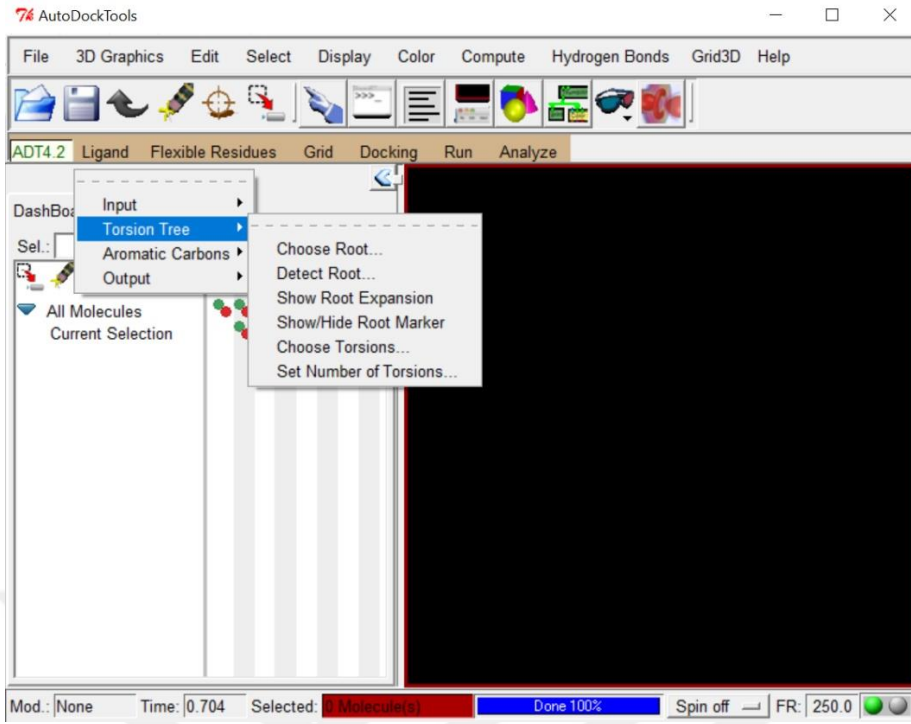 AutoDockTools
File 3D Graphics Edit Select Display Color Compute Hydrogen Bonds Grid3D Help
ADT4.2 Ligand Flexible Residues Grid Docking Run Analyze
Input
DashBoa
Torsion Tree
Sel.:
Aromatic Carbons
Output
Choose Root...
Detect Root...
Show Root Expansion
Show/Hide Root Marker
Choose Torsions...
Set Number of Torsions...
All Molecules
Current Selection
Mod.: None Time: 0.704 Selected: 0 Molecule(s) Done 100% Spin off FR: 250.0